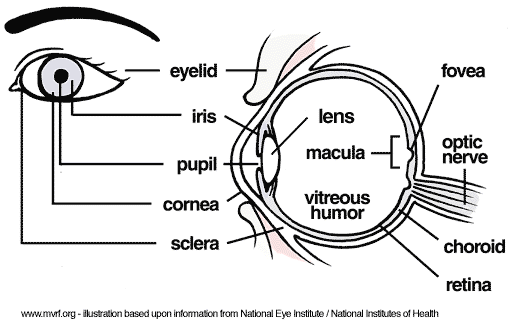 eyelid
iris
pupil
cornea
sclera
lens
macula
vitreous
humor
fovea
optic
nerve
choroid
retina
www.mvrf.org - illustration based upon information from National Eye Institute / National Institutes of Health